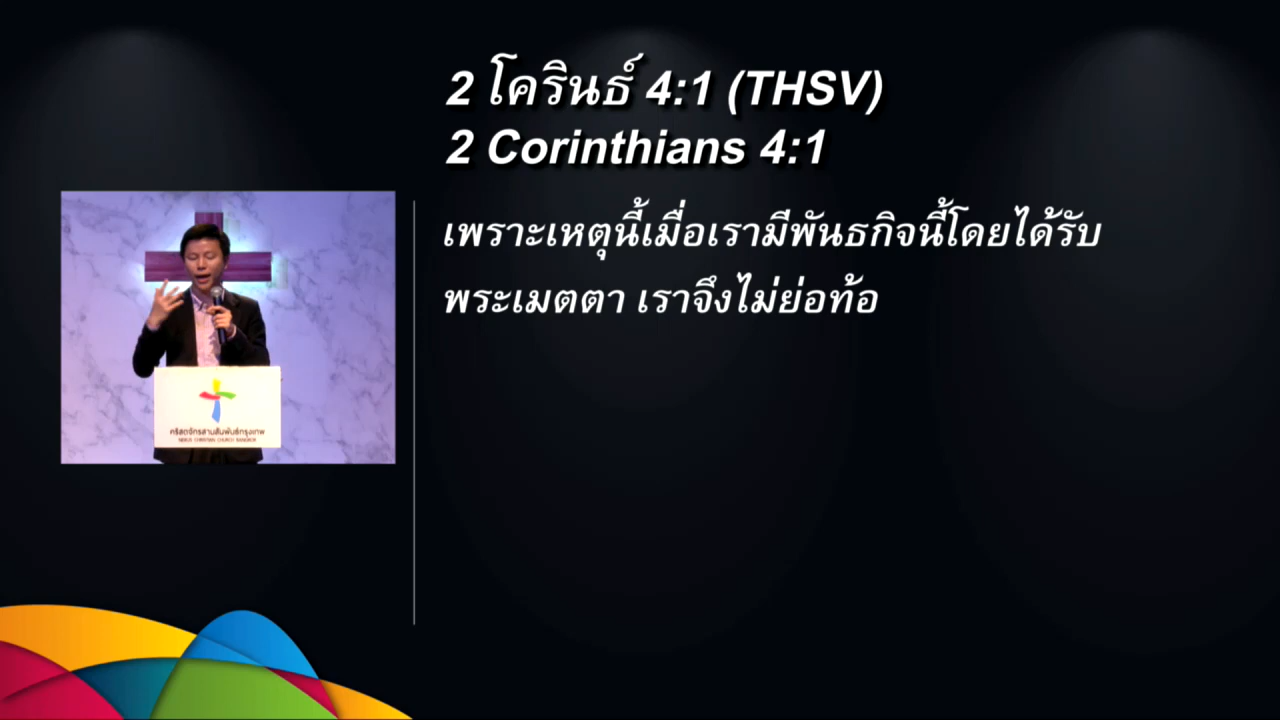 2 โครินธ์ 4:1 (THSV)
2 Corinthians 4:1
เพราะเหตุนี้เมื่อเรามีพันธกิจนี้โดยได้รับ
พระเมตตา เราจึงไม่ย่อท้อ
คริสตจักรสานสัมพันธ์กรุงเทพ
NEXUS CHRISTIAN CHURCH BANGKOK